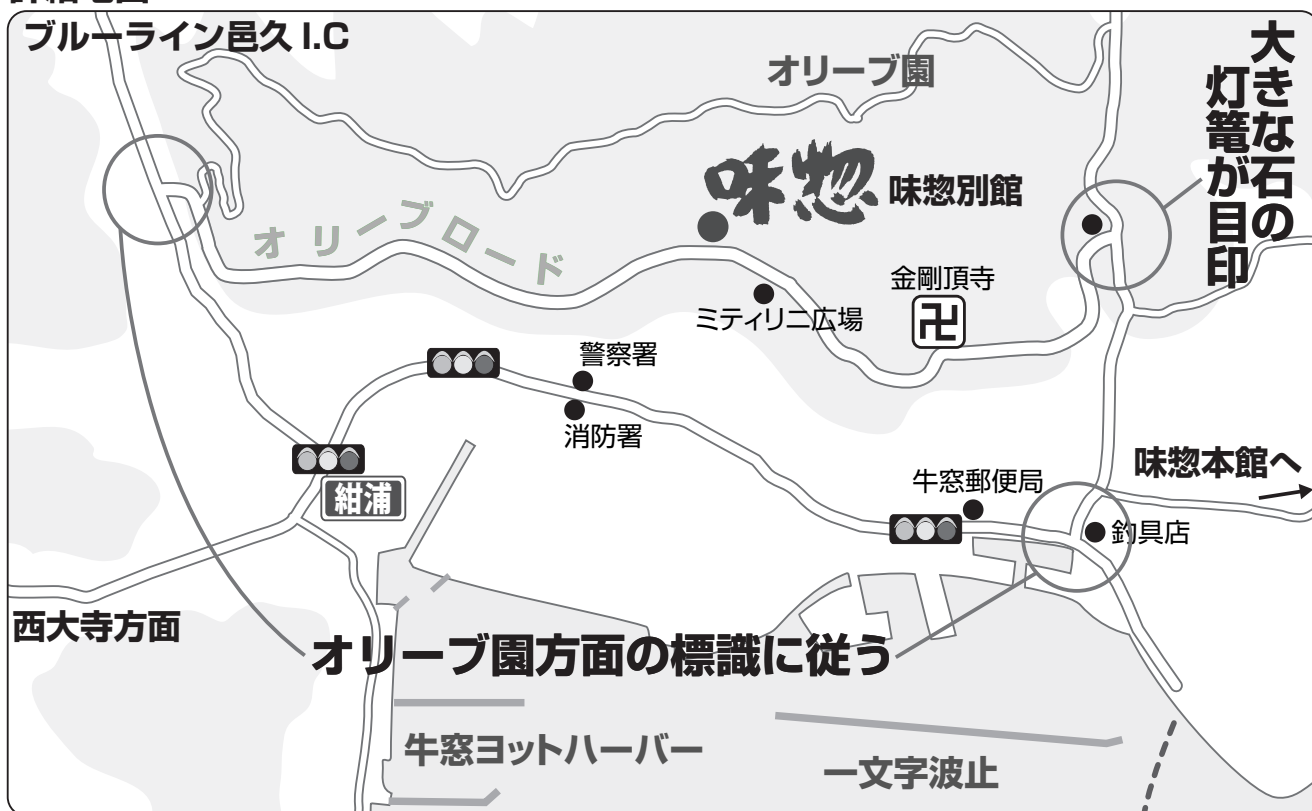 ブルーライン邑久 I.C
オリーブ園
大きな石の
灯篭が目印
味惣
味惣別館
オリーブロード
ミティリニ広場
金剛頂寺
卍
警察署
消防署
紺浦
牛窓郵便局
味惣本館へ
釣具店
西大寺方面
オリーブ園方面の標識に従う
牛窓ヨットハーバー
一文字波止